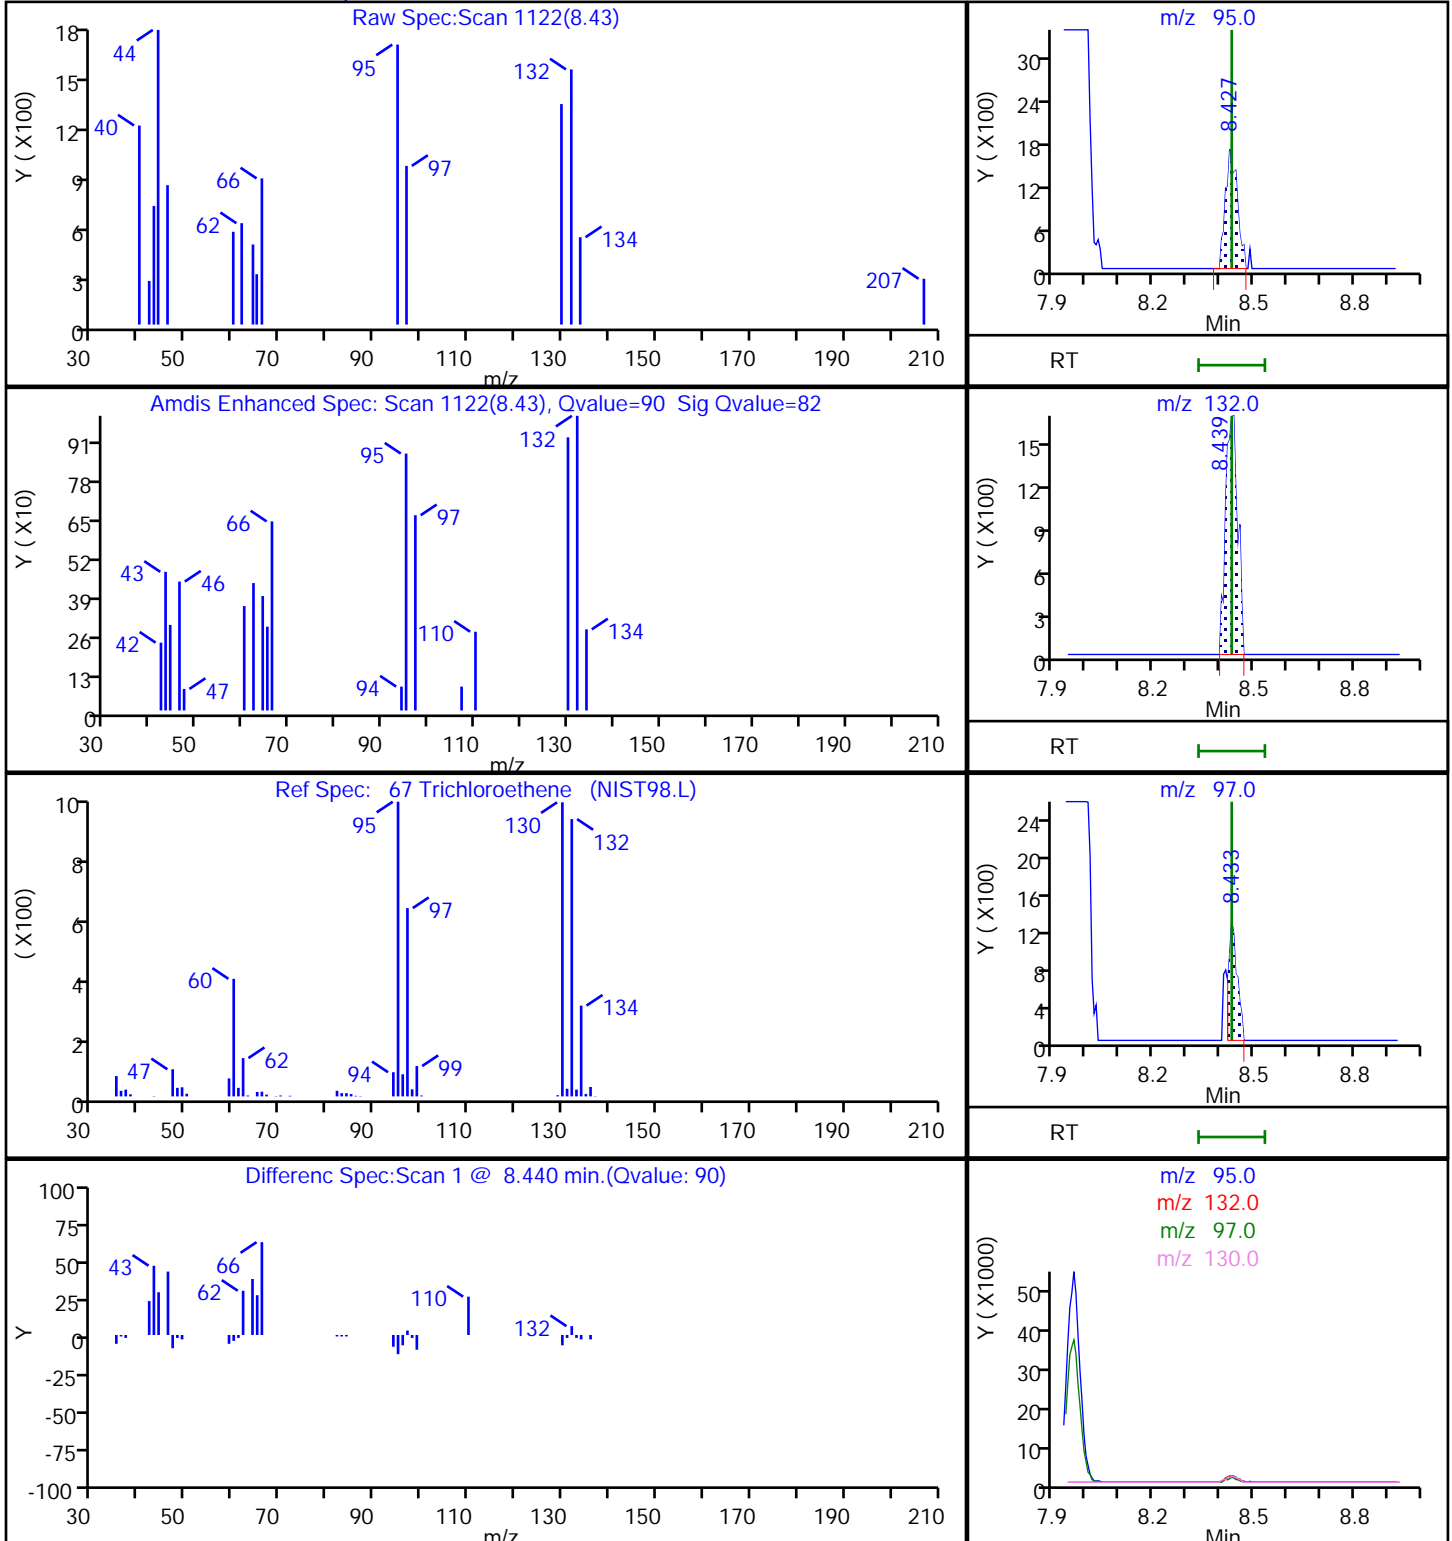 Raw Spec:Scan 1122(8.43)
Y ( X100)
18
15
12
9
6
3
0
44
40
66
62
95
97
132
134
207
30 50 70 90 110 130 150 170 190 210
m/z
m/z 95.0
Y ( X100)
30
24
18
12
6
0
8.427
7.9 8.2 8.5 8.8
Min
RT
Amdis Enhanced Spec: Scan 1122(8.43), Qvalue=90 Sig Qvalue=82
Y ( X10)
91
78
65
52
39
26
13
0
43
46
42
47
66
95
97
94
110
132
134
30 50 70 90 110 130 150 170 190 210
m/z
m/z 132.0
Y ( X100)
15
12
9
6
3
0
8.439
7.9 8.2 8.5 8.8
Min
RT
Ref Spec: 67 Trichloroethene (NIST98.L)
( X100)
10
8
6
4
2
0
47
60
62
95
97
94
99
130
132
134
30 50 70 90 110 130 150 170 190 210
m/z 97.0
Y ( X100)
24
20
16
12
8
4
0
8.433
7.9 8.2 8.5 8.8
Min
RT
Differenc Spec:Scan 1 @ 8.440 min.(Qvalue: 90)
Y
100
75
50
25
0
-25
-50
-75
-100
43
66
62
110
132
30 50 70 90 110 130 150 170 190 210
m/z
m/z 95.0
m/z 132.0
m/z 97.0
m/z 130.0
Y ( X1000)
50
40
30
20
10
0
7.9 8.2 8.5 8.8
Min